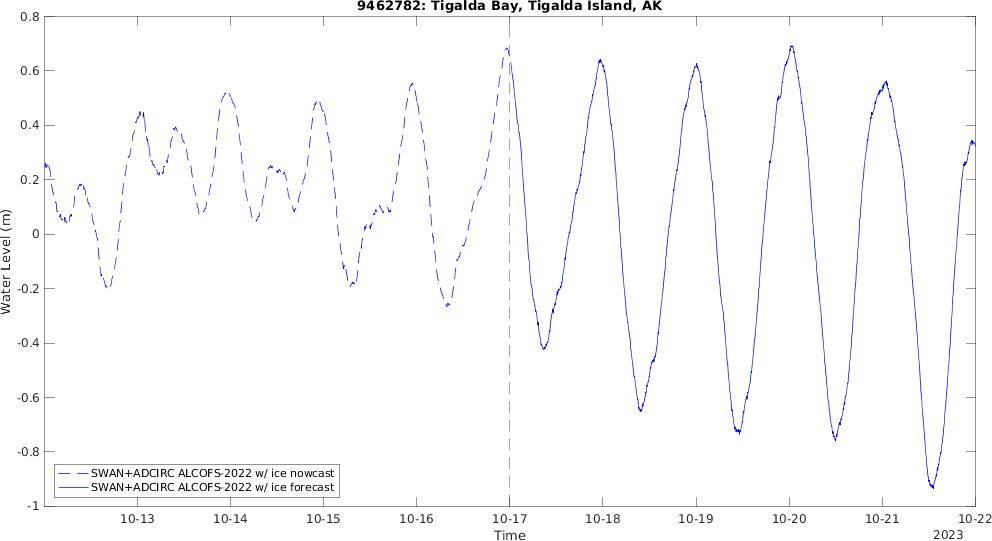 9462782: Tigalda Bay, Tigalda Island, AK
0.8
0.6
0.4
0.2
0
-0.2
-0.4
-0.6
-0.8
-1
Water Level (m)
SWAN+ADCIRC ALCOFS-2022 w/ ice nowcast
SWAN+ADCIRC ALCOFS-2022 w/ ice forecast
10-13 10-14 10-15 10-16 10-17 10-18 10-19 10-20 10-21 10-22
Time
2023